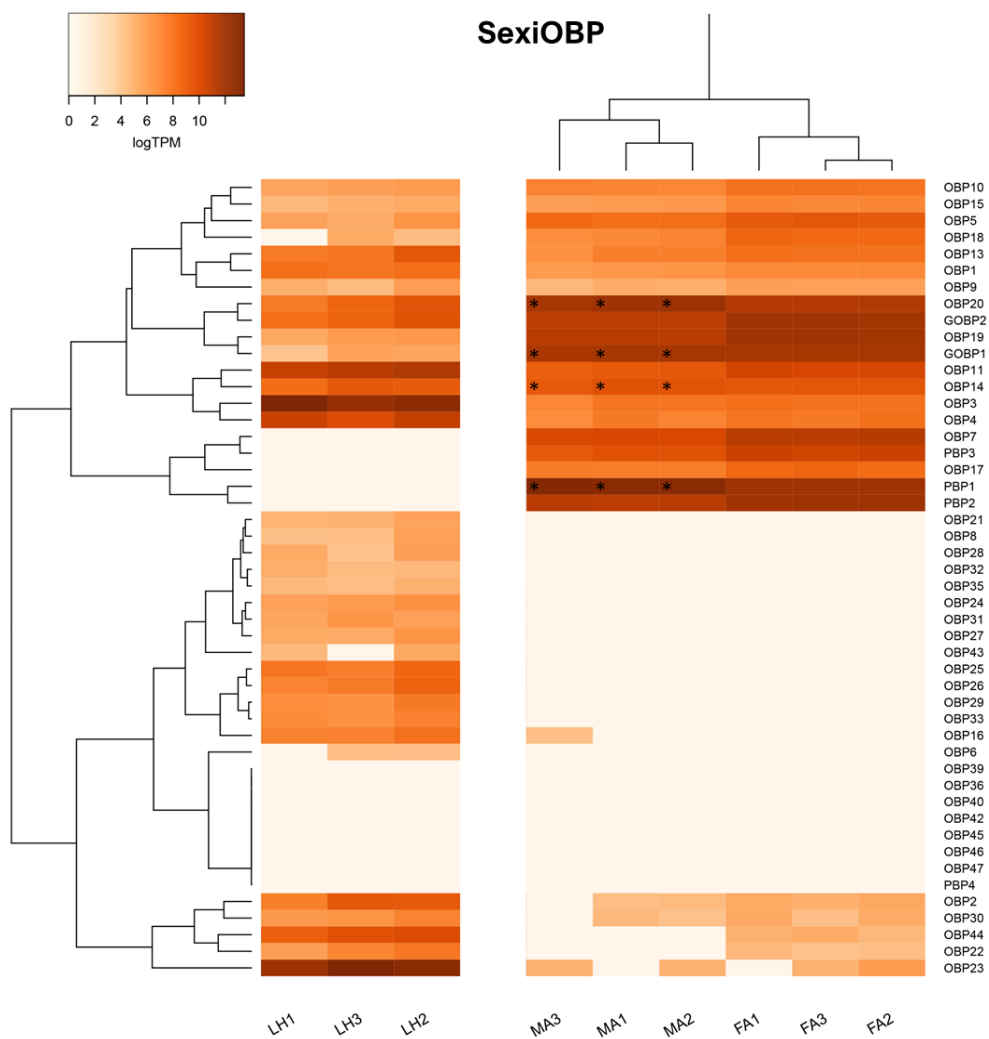 SexiOBP
0 2 4 6 8 10
logTPM
OBP10
OBP15
OBP5
OBP18
OBP13
OBP1
OBP9
* * * OBP20
GOBP2
OBP19
* * * GOBP1
OBP11
* * * OBP14
OBP3
OBP4
OBP7
PBP3
OBP17
* * * PBP1
PBP2
OBP21
OBP8
OBP28
OBP32
OBP35
OBP24
OBP31
OBP27
OBP43
OBP25
OBP26
OBP29
OBP33
OBP16
OBP6
OBP39
OBP36
OBP40
OBP42
OBP45
OBP46
OBP47
PBP4
OBP2
OBP30
OBP44
OBP22
OBP23
LH1 LH3 LH2 MA3 MA1 MA2 FA1 FA3 FA2